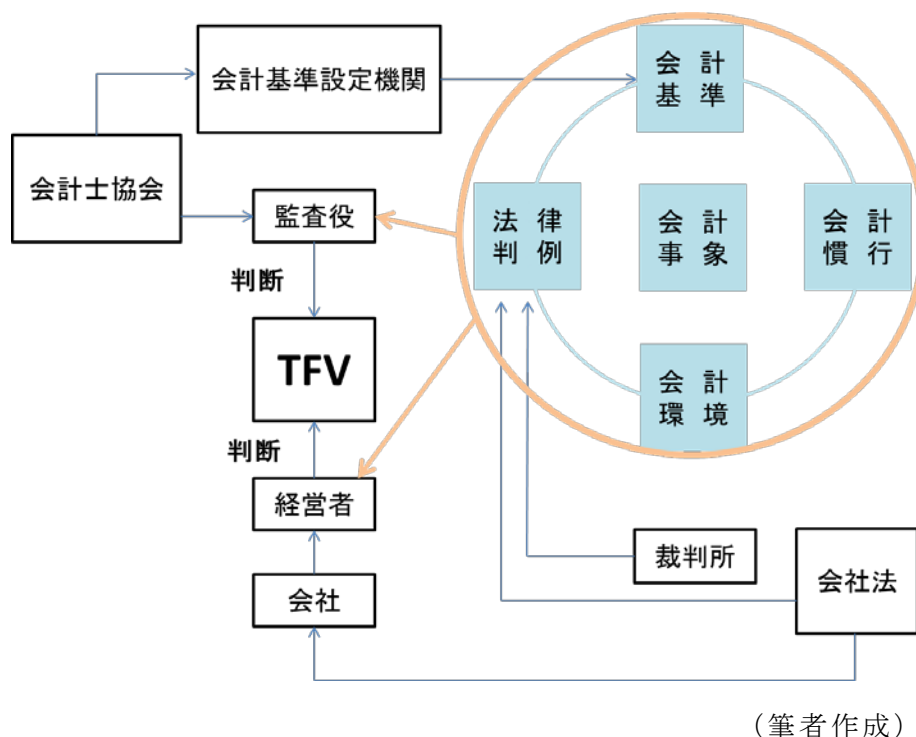 会計基準設定機関
会 計
基 準
会計士協会
監査役
法 律
判 例
会 計
事 象
会 計
慣 行
判断
TFV
会 計
環 境
判断
経営者
裁判所
会社法
会社
（筆者作成）